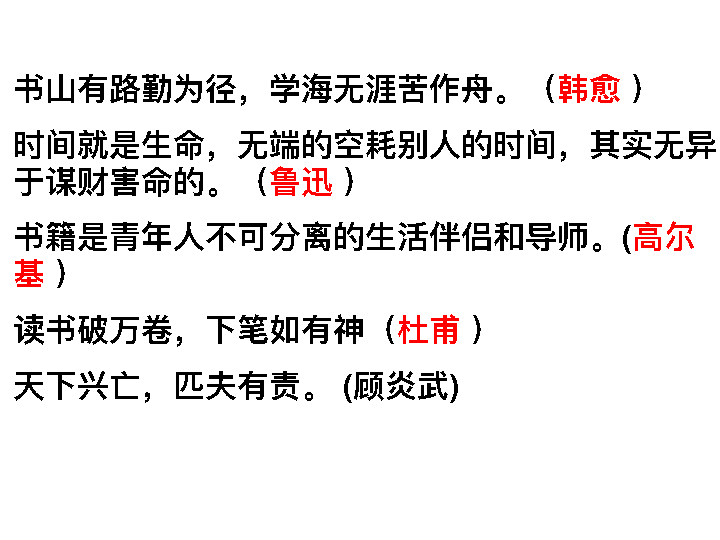 书山有路勤为径，学海无涯苦作舟。（韩愈 ）
时间就是生命，无端的空耗别人的时间，其实无异
于谋财害命的。（鲁迅 ）
书籍是青年人不可分离的生活伴侣和导师。(高尔
基 ）
读书破万卷，下笔如有神（杜甫 ）
天下兴亡，匹夫有责。 (顾炎武)